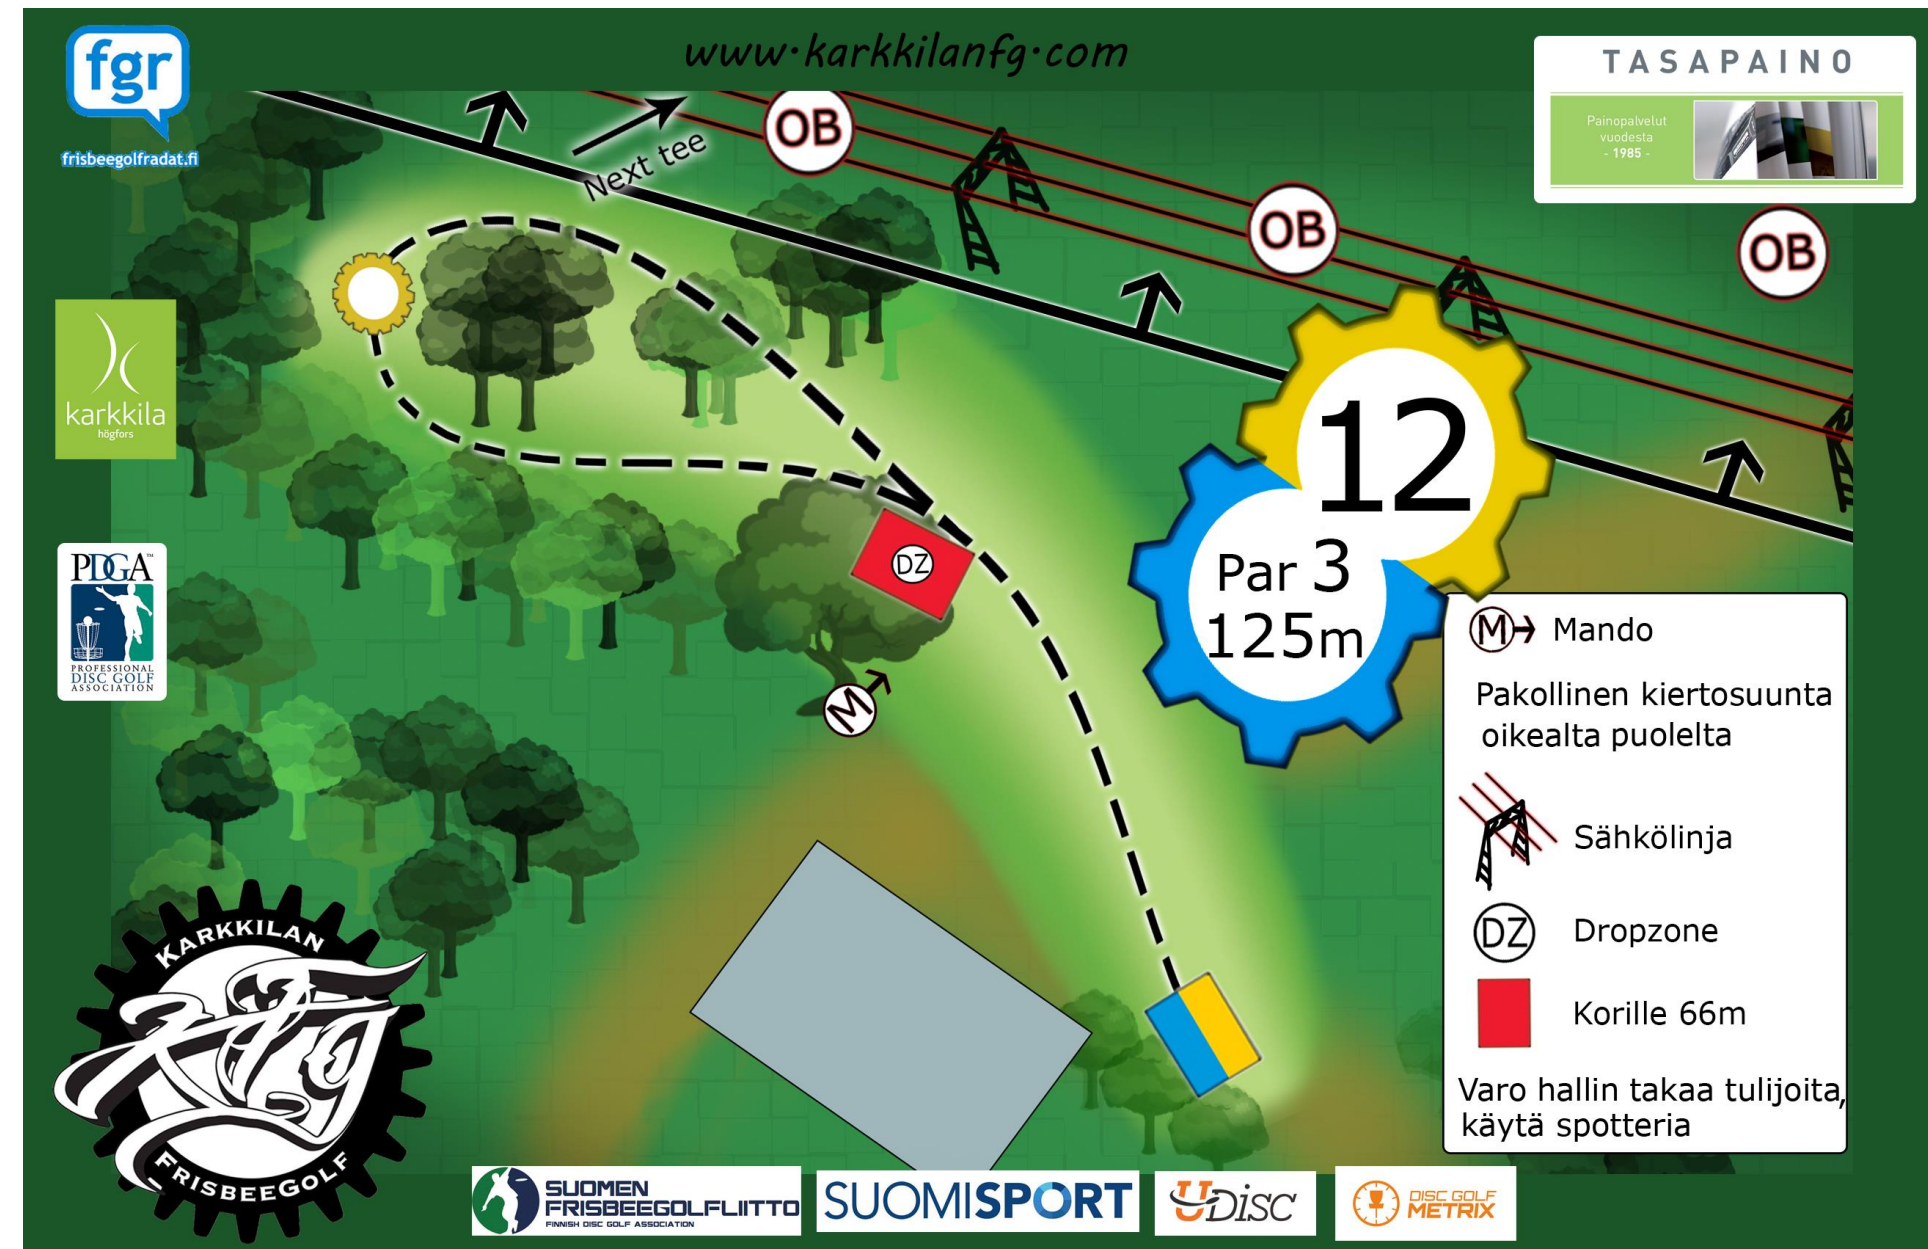 fgr
frisbeegolfradat.fi
www.karkkilanfg.com
TASAPAINO
Painopalvelut
vuodesta
- 1985 -
Next tee
OB
OB
OB
karkkila
högfors
12
Par 3
125m
DZ
M
PDGA™
PROFESSIONAL
DISC GOLF
ASSOCIATION
M Mando
Pakollinen kiertosuunta
oikealta puolelta
Sähkölinja
DZ Dropzone
Korille 66m
Varo hallin takaa tulijoita,
käytä spotteria
KARKKILAN
KFG
FRISBEEGOLF
SUOMEN
FRISBEEGOLFLIITTO
FINNISH DISC GOLF ASSOCIATION
SUOMISPORT
UDisc
DISC GOLF
METRIX